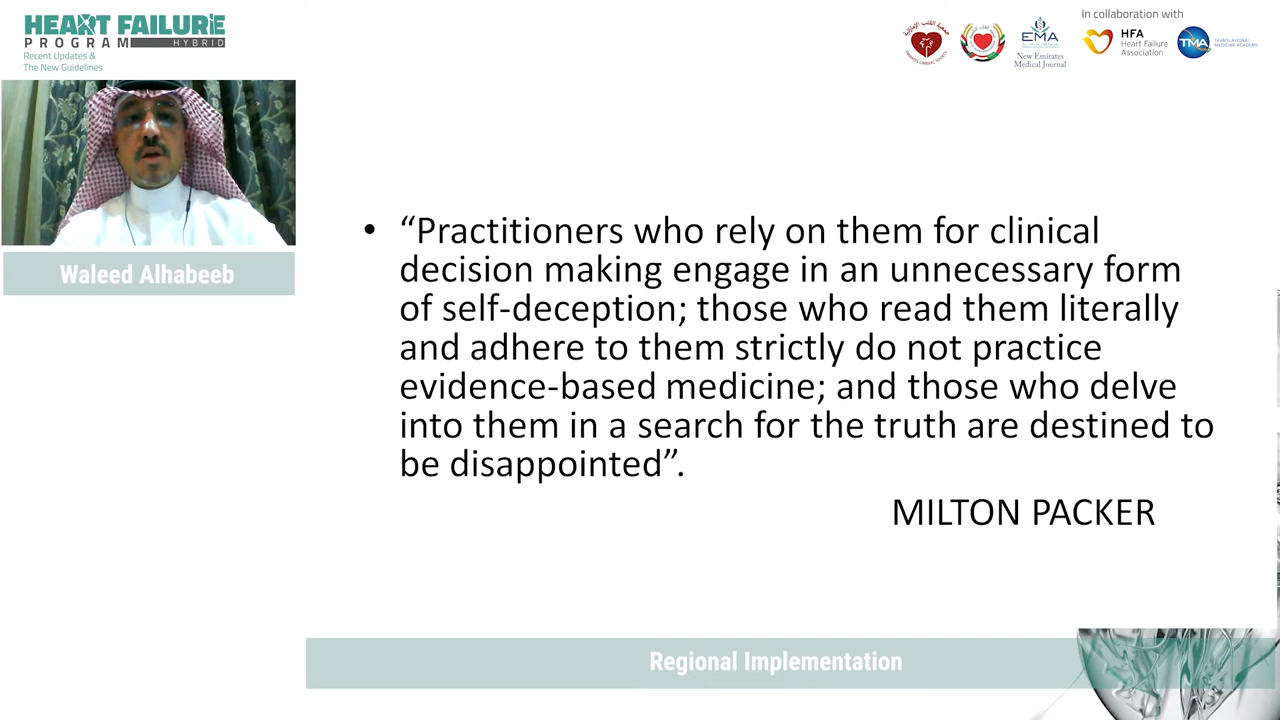 HEART FAILURE
PROGRAM HYBRID
Recent Updates &
The New Guidelines
In collaboration with
EMA
New Emirates
Medical Journal
HFA
Heart Failure
Association
TMA
TRANSLATIONAL
MEDICINE ACADEMY
Waleed Alhabeeb
• “Practitioners who rely on them for clinical
decision making engage in an unnecessary form
of self-deception; those who read them literally
and adhere to them strictly do not practice
evidence-based medicine; and those who delve
into them in a search for the truth are destined to
be disappointed”.
MILTON PACKER
Regional Implementation